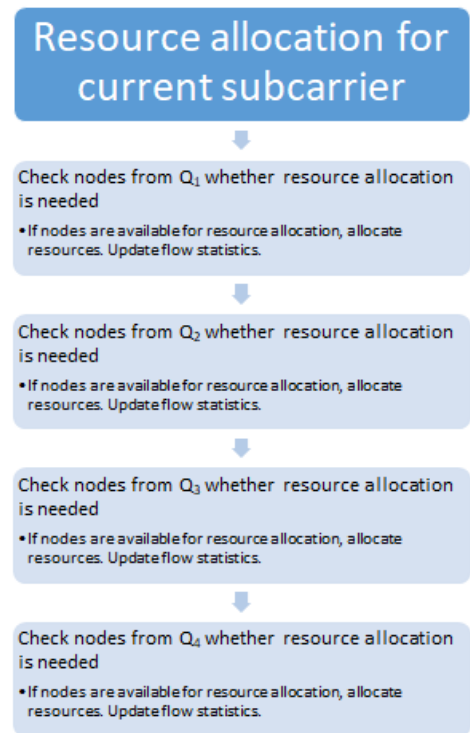 Resource allocation for
current subcarrier
Check nodes from Q₁ whether resource allocation
is needed
• If nodes are available for resource allocation, allocate
resources. Update flow statistics.
Check nodes from Q₂ whether resource allocation
is needed
• If nodes are available for resource allocation, allocate
resources. Update flow statistics.
Check nodes from Q₃ whether resource allocation
is needed
• If nodes are available for resource allocation, allocate
resources. Update flow statistics.
Check nodes from Q₄ whether resource allocation
is needed
• If nodes are available for resource allocation, allocate
resources. Update flow statistics.